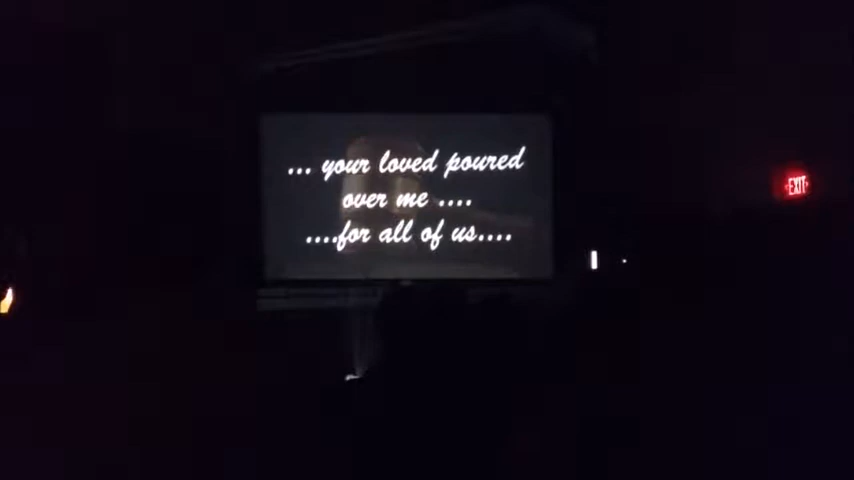 ... your loved poured
over me ....
....for all of us....
EXIT